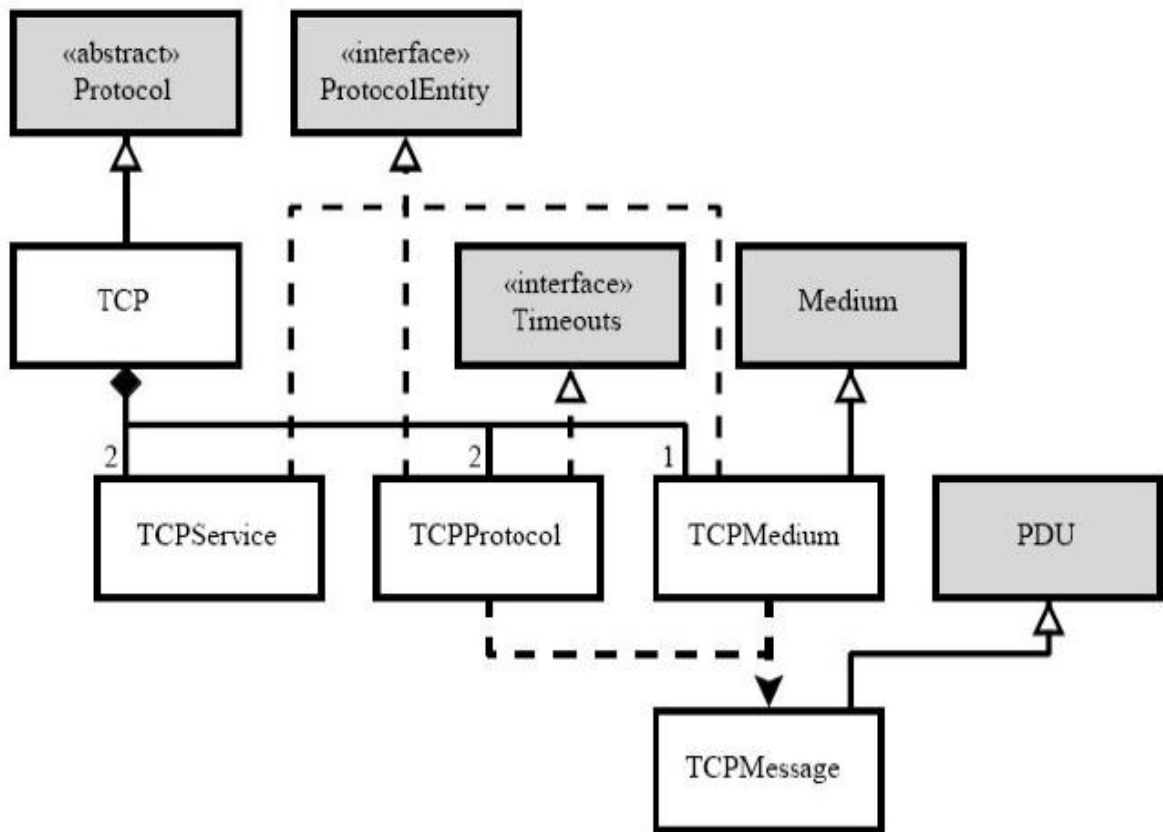 «abstract»
Protocol
«interface»
ProtocolEntity
TCP
«interface»
Timeouts
Medium
2
2
1
TCPService
TCPProtocol
TCPMedium
PDU
TCPMessage